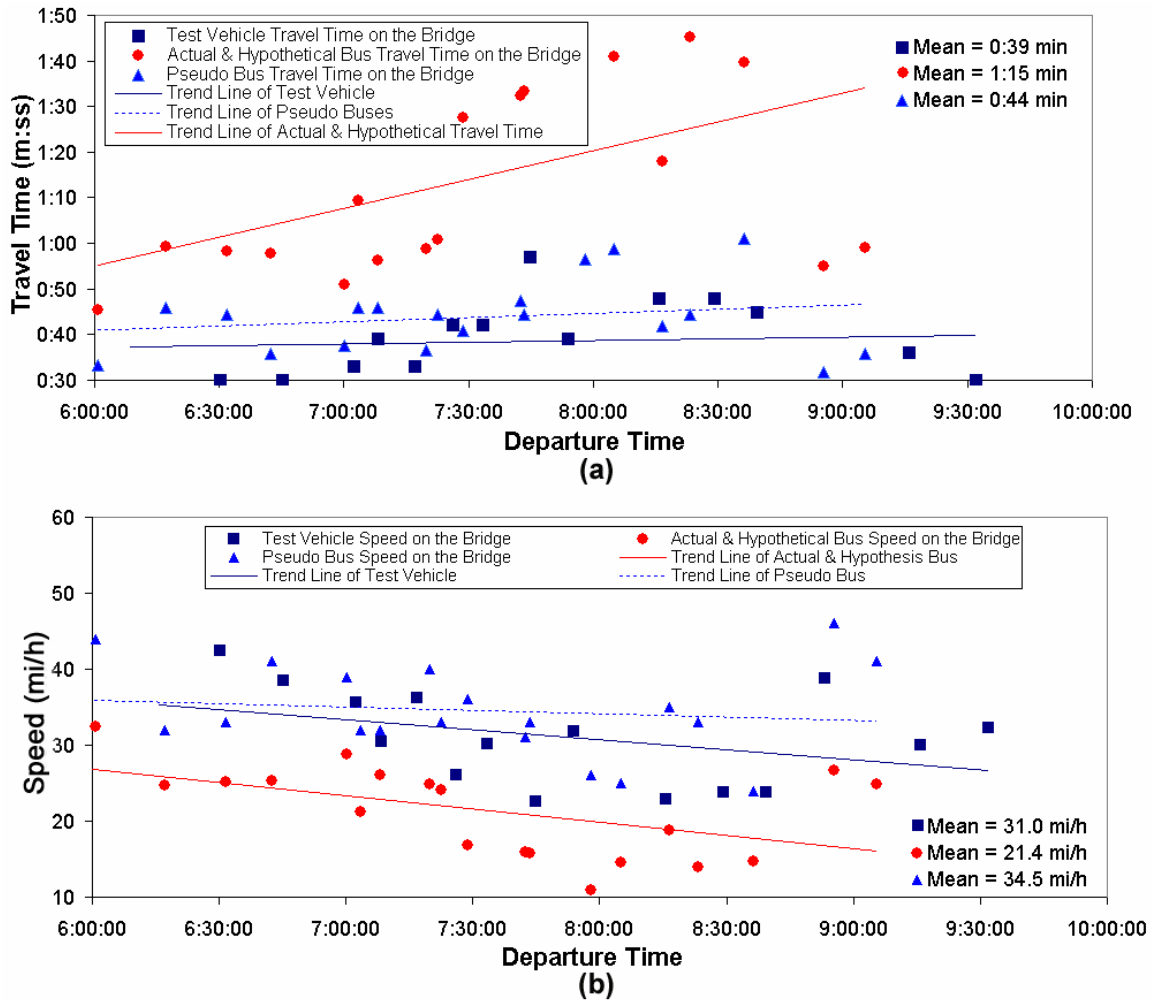 1:50
Test Vehicle Travel Time on the Bridge
Actual & Hypothetical Bus Travel Time on the Bridge
Pseudo Bus Travel Time on the Bridge
Trend Line of Test Vehicle
Trend Line of Pseudo Buses
Trend Line of Actual & Hypothetical Travel Time
Mean = 0:39 min
Mean = 1:15 min
Mean = 0:44 min
1:40
1:30
1:20
1:10
1:00
0:50
0:40
0:30
Travel Time (m:ss)
6:00:00 6:30:00 7:00:00 7:30:00 8:00:00 8:30:00 9:00:00 9:30:00 10:00:00
Departure Time
(a)
60
Test Vehicle Speed on the Bridge
Actual & Hypothetical Bus Speed on the Bridge
Pseudo Bus Speed on the Bridge
Trend Line of Actual & Hypothesis Bus
Trend Line of Test Vehicle
Trend Line of Pseudo Bus
50
40
30
20
10
Speed (mi/h)
Mean = 31.0 mi/h
Mean = 21.4 mi/h
Mean = 34.5 mi/h
6:00:00 6:30:00 7:00:00 7:30:00 8:00:00 8:30:00 9:00:00 9:30:00 10:00:00
Departure Time
(b)